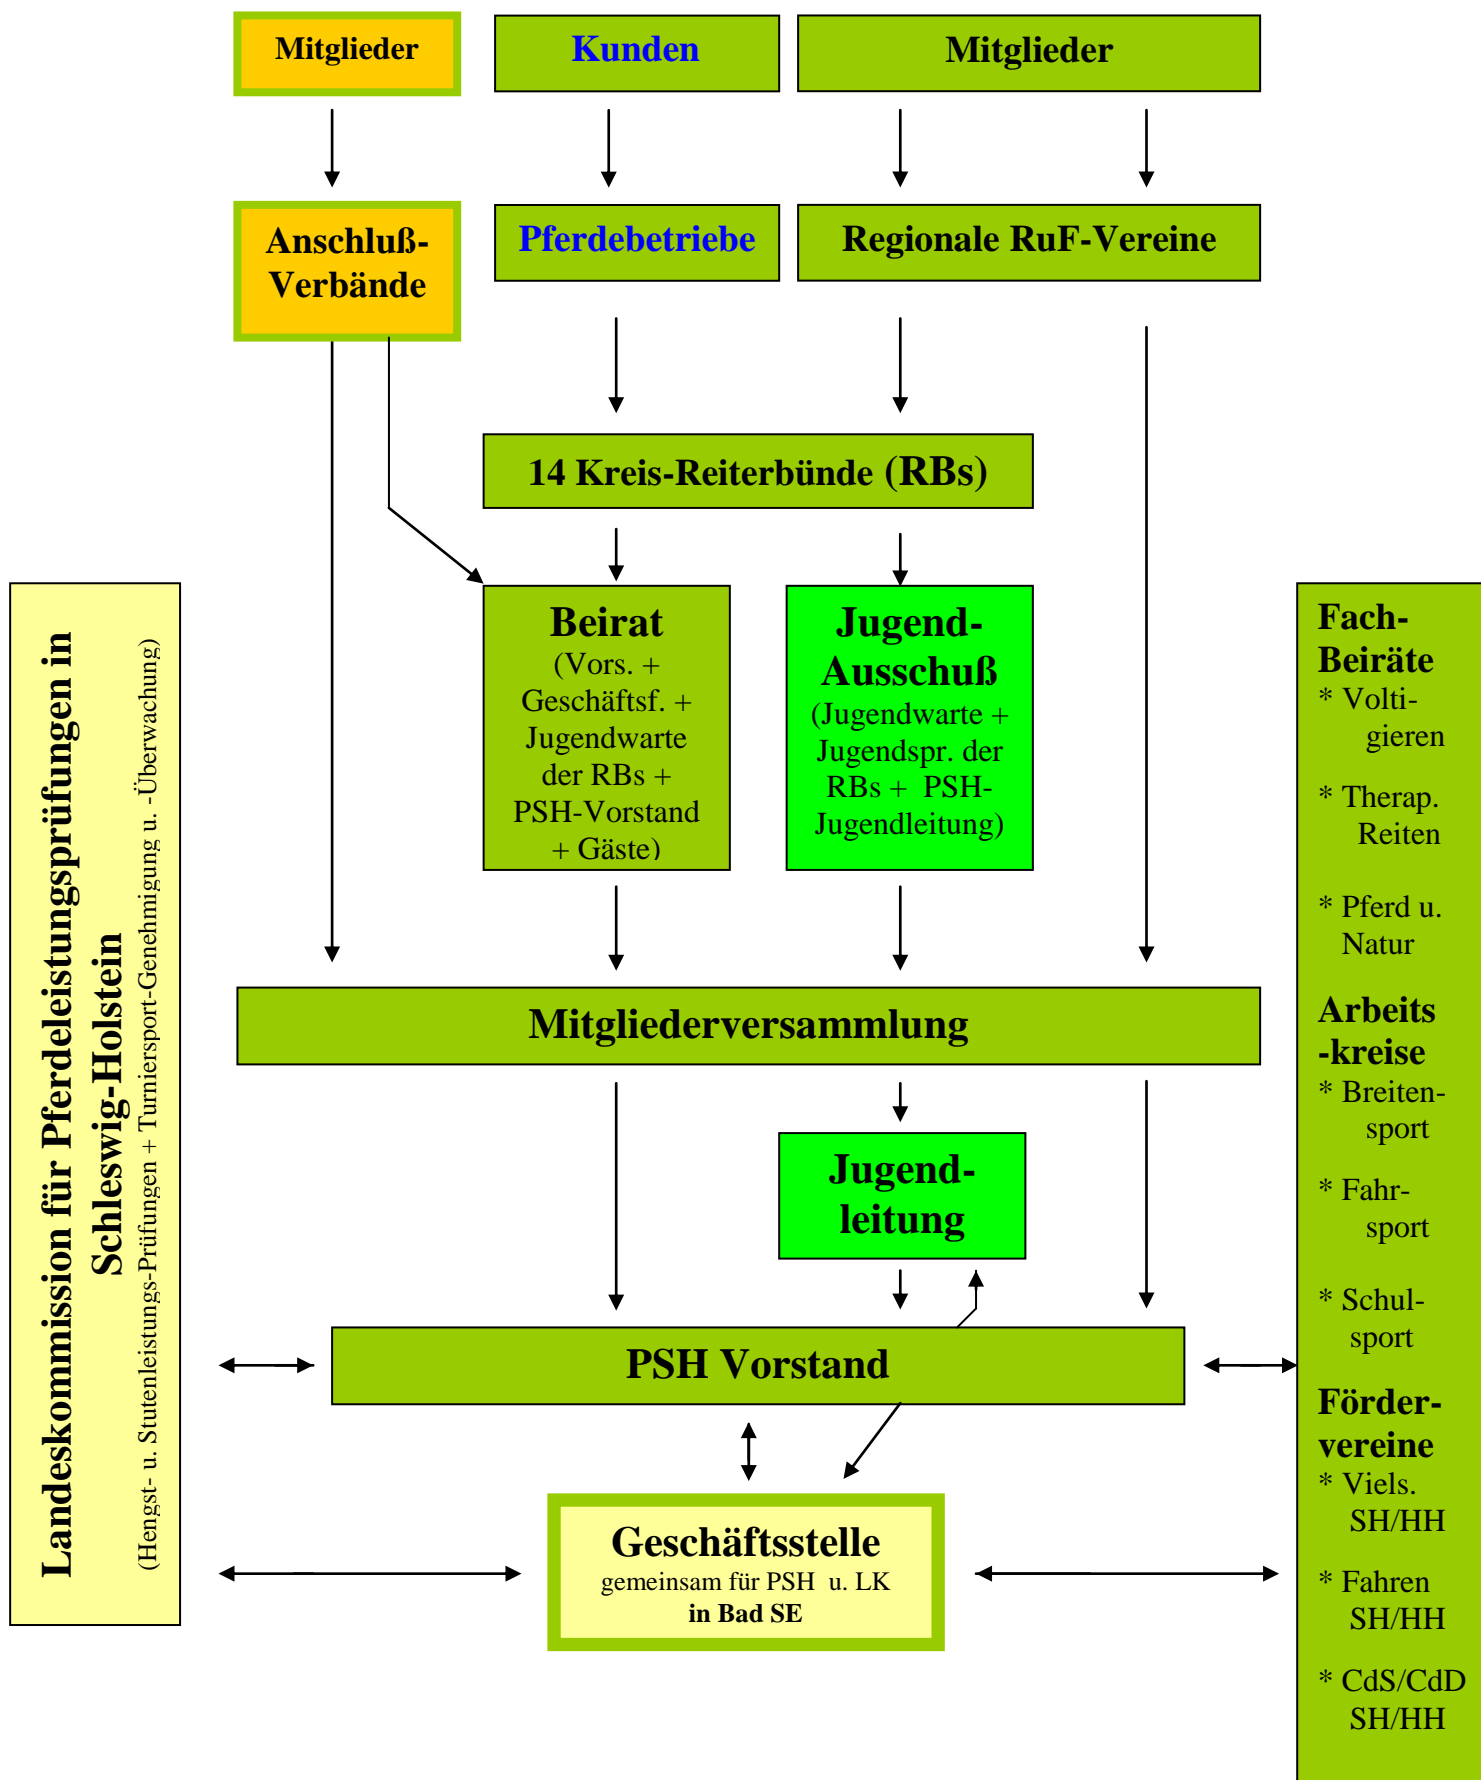 Mitglieder
Kunden
Mitglieder
Anschluß-
Verbände
Pferdebetriebe
Regionale RuF-Vereine
14 Kreis-Reiterbünde (RBs)
Landeskommission für Pferdeleistungsprüfungen in
Schleswig-Holstein
(Hengst- u. Stutenleistungs-Prüfungen + Turniersport-Genehmigung u. -Überwachung)
Beirat
(Vors. +
Geschäftsf. +
Jugendwarte
der RBs +
PSH-Vorstand
+ Gäste)
Jugend-
Ausschuß
(Jugendwarte +
Jugendspr. der
RBs + PSH-
Jugendleitung)
Mitgliederversammlung
Jugend-
leitung
PSH Vorstand
Geschäftsstelle
gemeinsam für PSH u. LK
in Bad SE
Fach-
Beiräte
* Volti-
gieren
* Therap.
Reiten
* Pferd u.
Natur
Arbeits
-kreise
* Breiten-
sport
* Fahr-
sport
* Schul-
sport
Förder-
vereine
* Viels.
SH/HH
* Fahren
SH/HH
* CdS/CdD
SH/HH